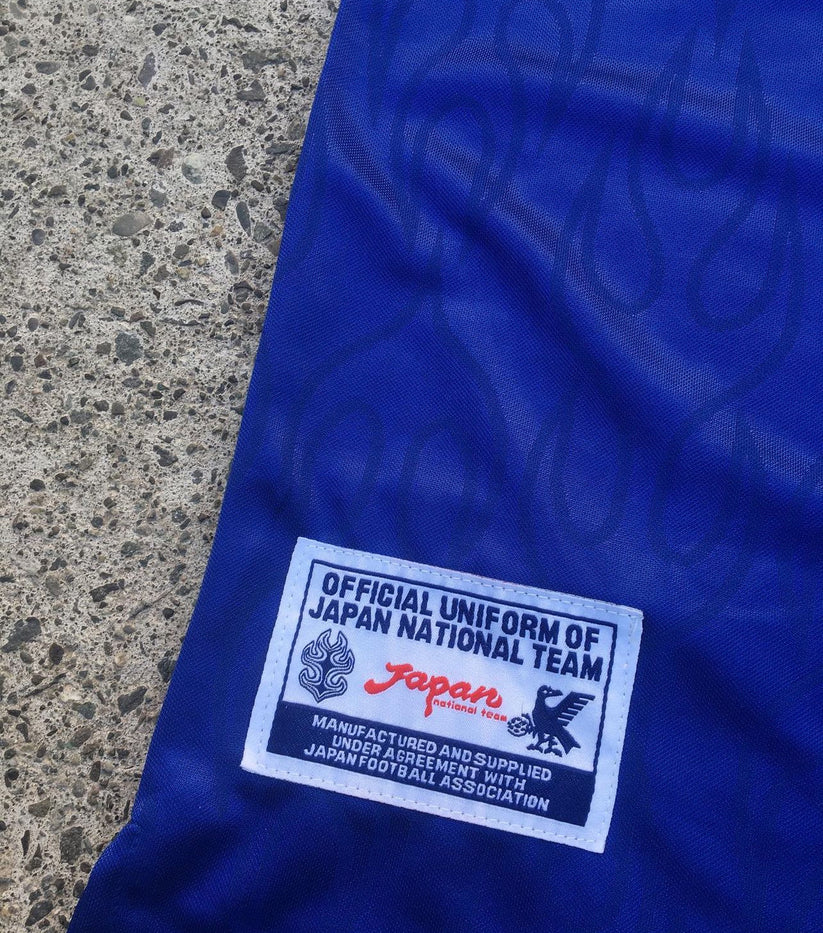 OFFICIAL UNIFORM OF
JAPAN NATIONAL TEAM
Japan
national team
MANUFACTURED AND SUPPLIED
UNDER AGREEMENT WITH
JAPAN FOOTBALL ASSOCIATION